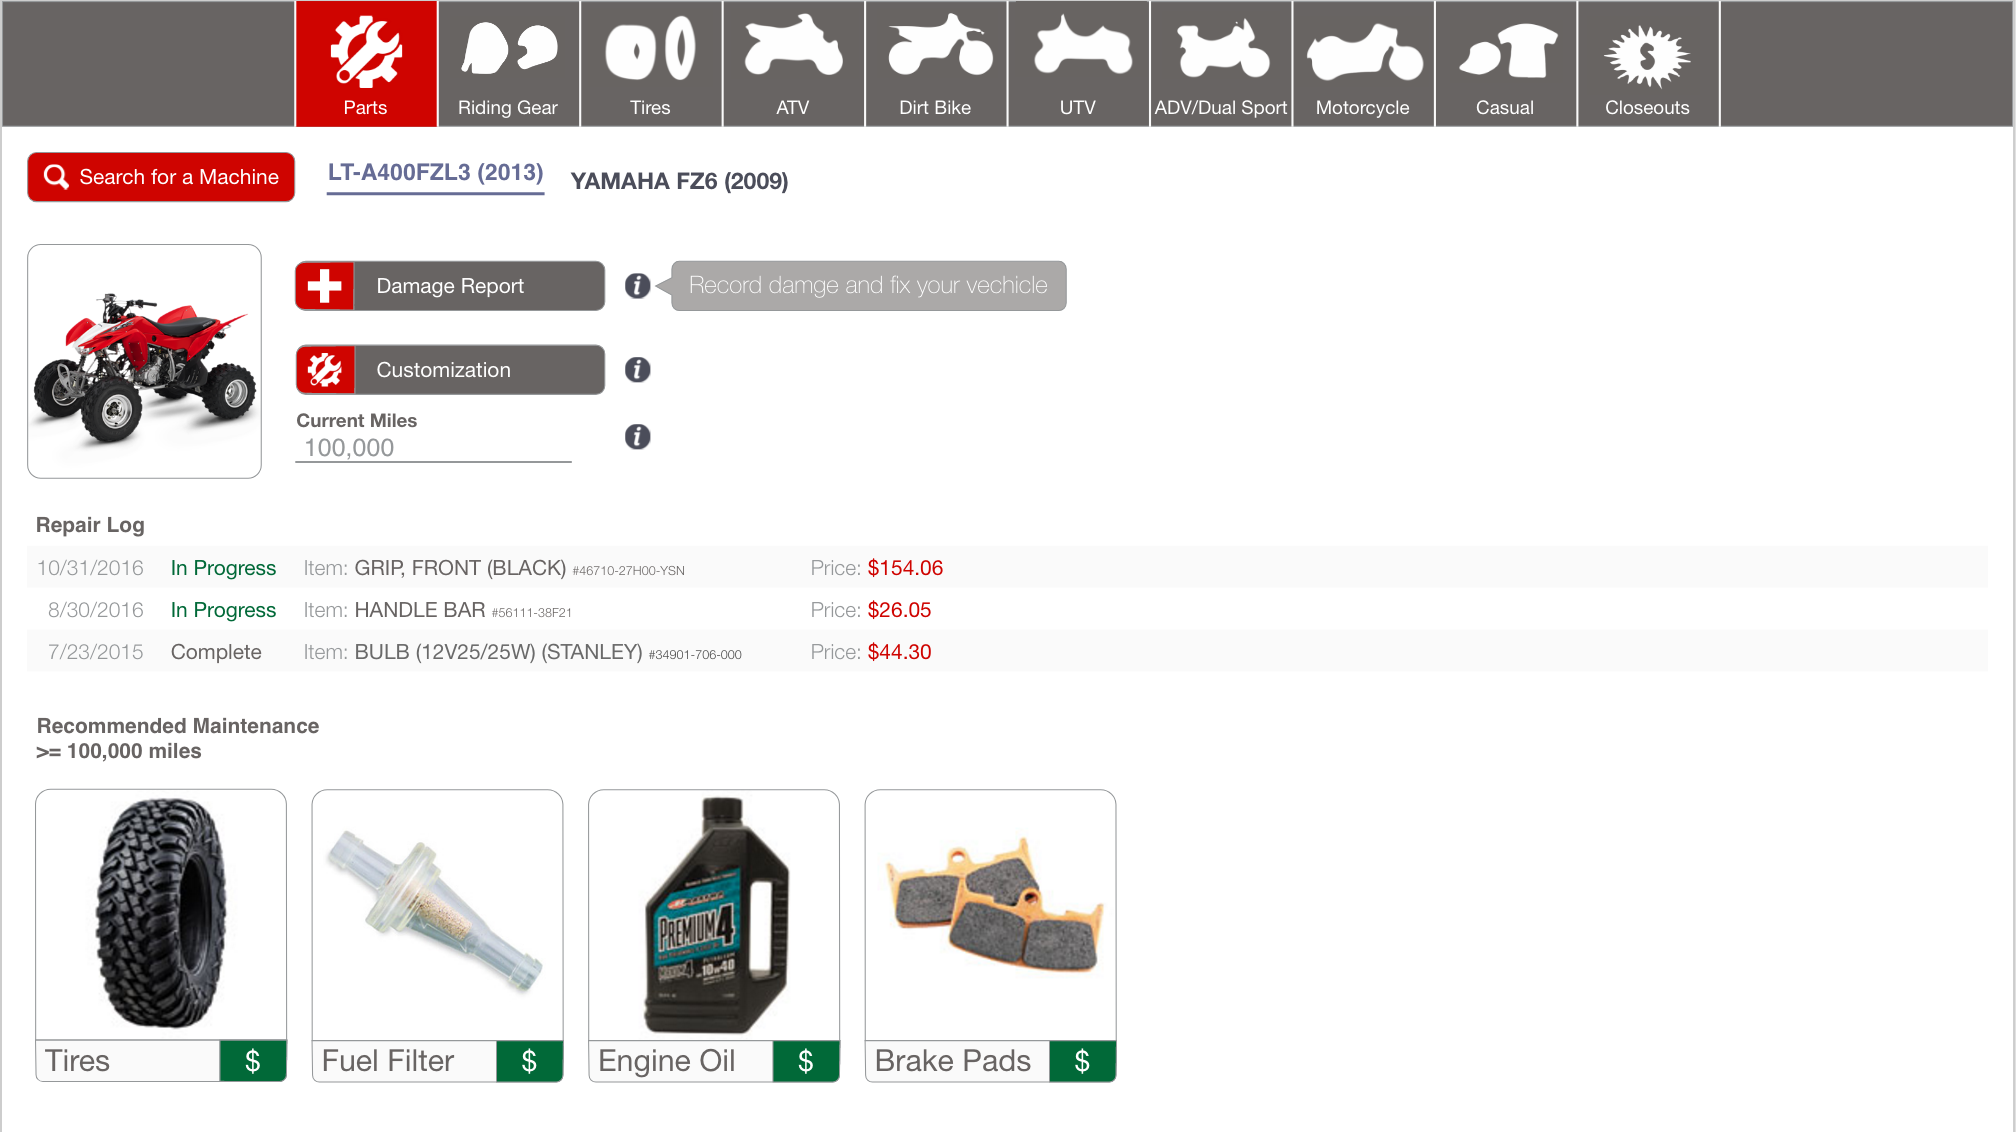 Parts
Riding Gear
Tires
ATV
Dirt Bike
UTV
ADV/Dual Sport
Motorcycle
Casual
Closeouts
Search for a Machine
LT-A400FZL3 (2013)
YAMAHA FZ6 (2009)
Damage Report
Record damge and fix your vechicle
Customization
Current Miles
100,000
Repair Log
10/31/2016 In Progress Item: GRIP, FRONT (BLACK) #46710-27H00-YSN Price: $154.06
8/30/2016 In Progress Item: HANDLE BAR #56111-38F21 Price: $26.05
7/23/2015 Complete Item: BULB (12V25/25W) (STANLEY) #34901-706-000 Price: $44.30
Recommended Maintenance
>= 100,000 miles
MAXIMA
PREMIUM4
10w40
Tires $
Fuel Filter $
Engine Oil $
Brake Pads $